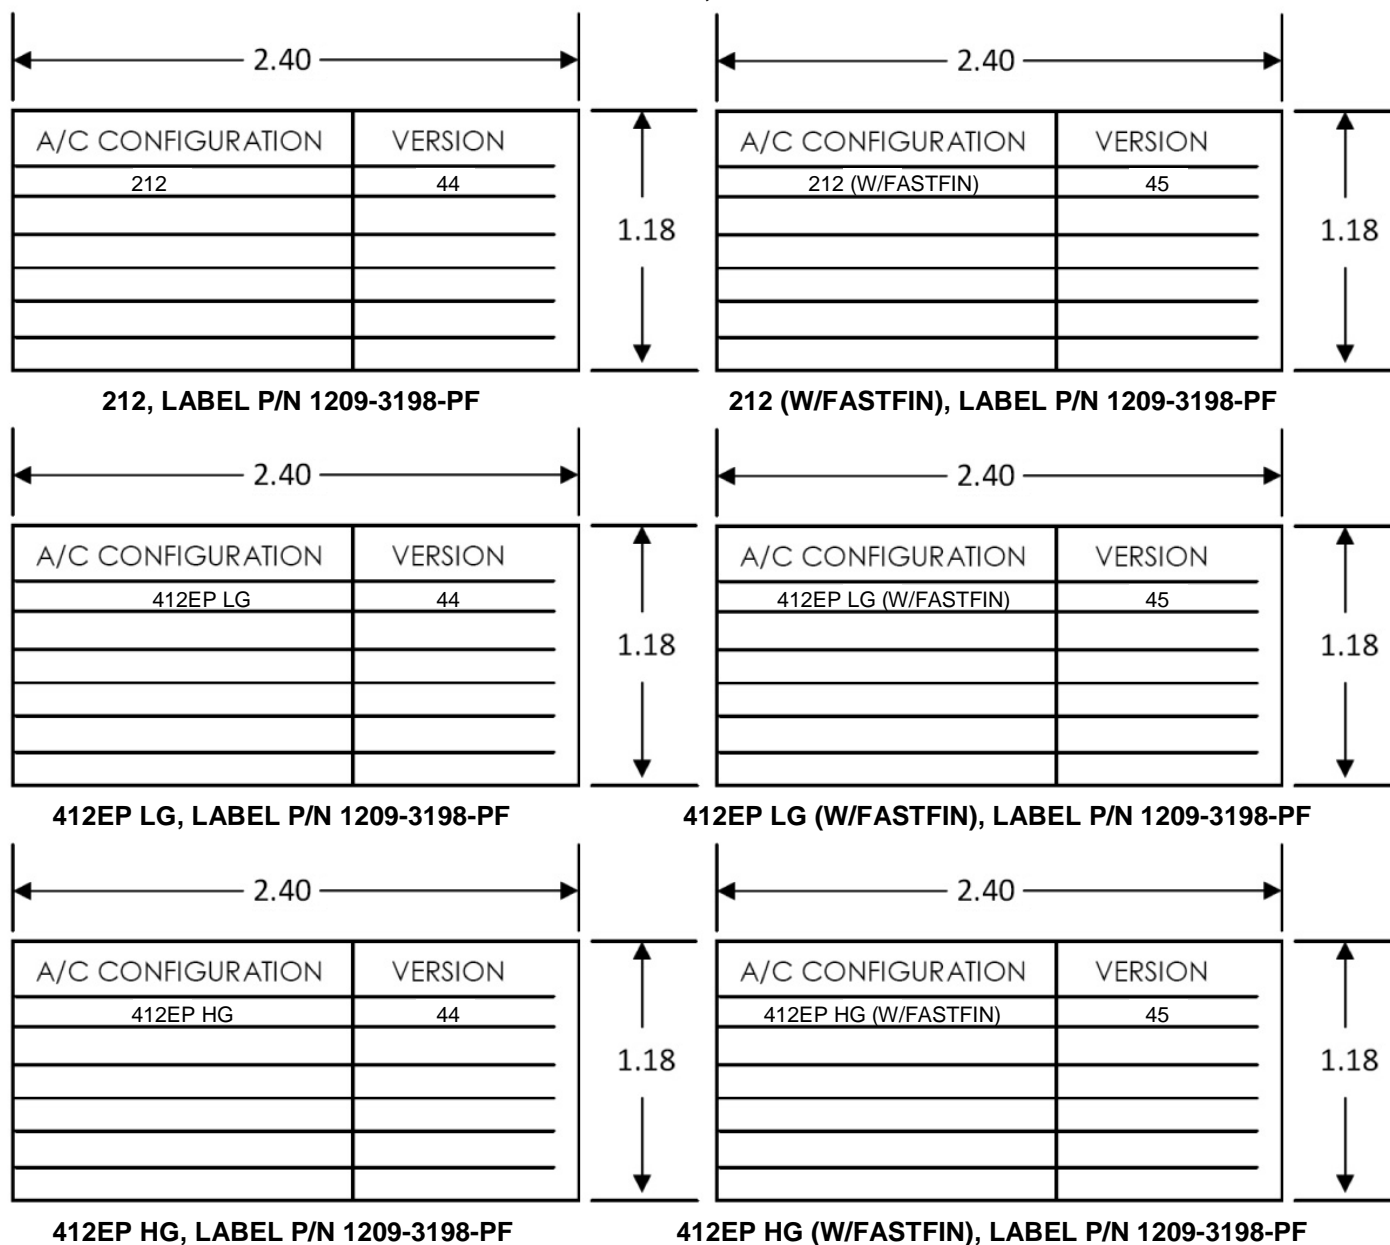 2.40
A/C CONFIGURATION VERSION
212 44
1.18
212, LABEL P/N 1209-3198-PF
2.40
A/C CONFIGURATION VERSION
212 (W/FASTFIN) 45
1.18
212 (W/FASTFIN), LABEL P/N 1209-3198-PF
2.40
A/C CONFIGURATION VERSION
412EP LG 44
1.18
412EP LG, LABEL P/N 1209-3198-PF
2.40
A/C CONFIGURATION VERSION
412EP LG (W/FASTFIN) 45
1.18
412EP LG (W/FASTFIN), LABEL P/N 1209-3198-PF
2.40
A/C CONFIGURATION VERSION
412EP HG 44
1.18
412EP HG, LABEL P/N 1209-3198-PF
2.40
A/C CONFIGURATION VERSION
412EP HG (W/FASTFIN) 45
1.18
412EP HG (W/FASTFIN), LABEL P/N 1209-3198-PF